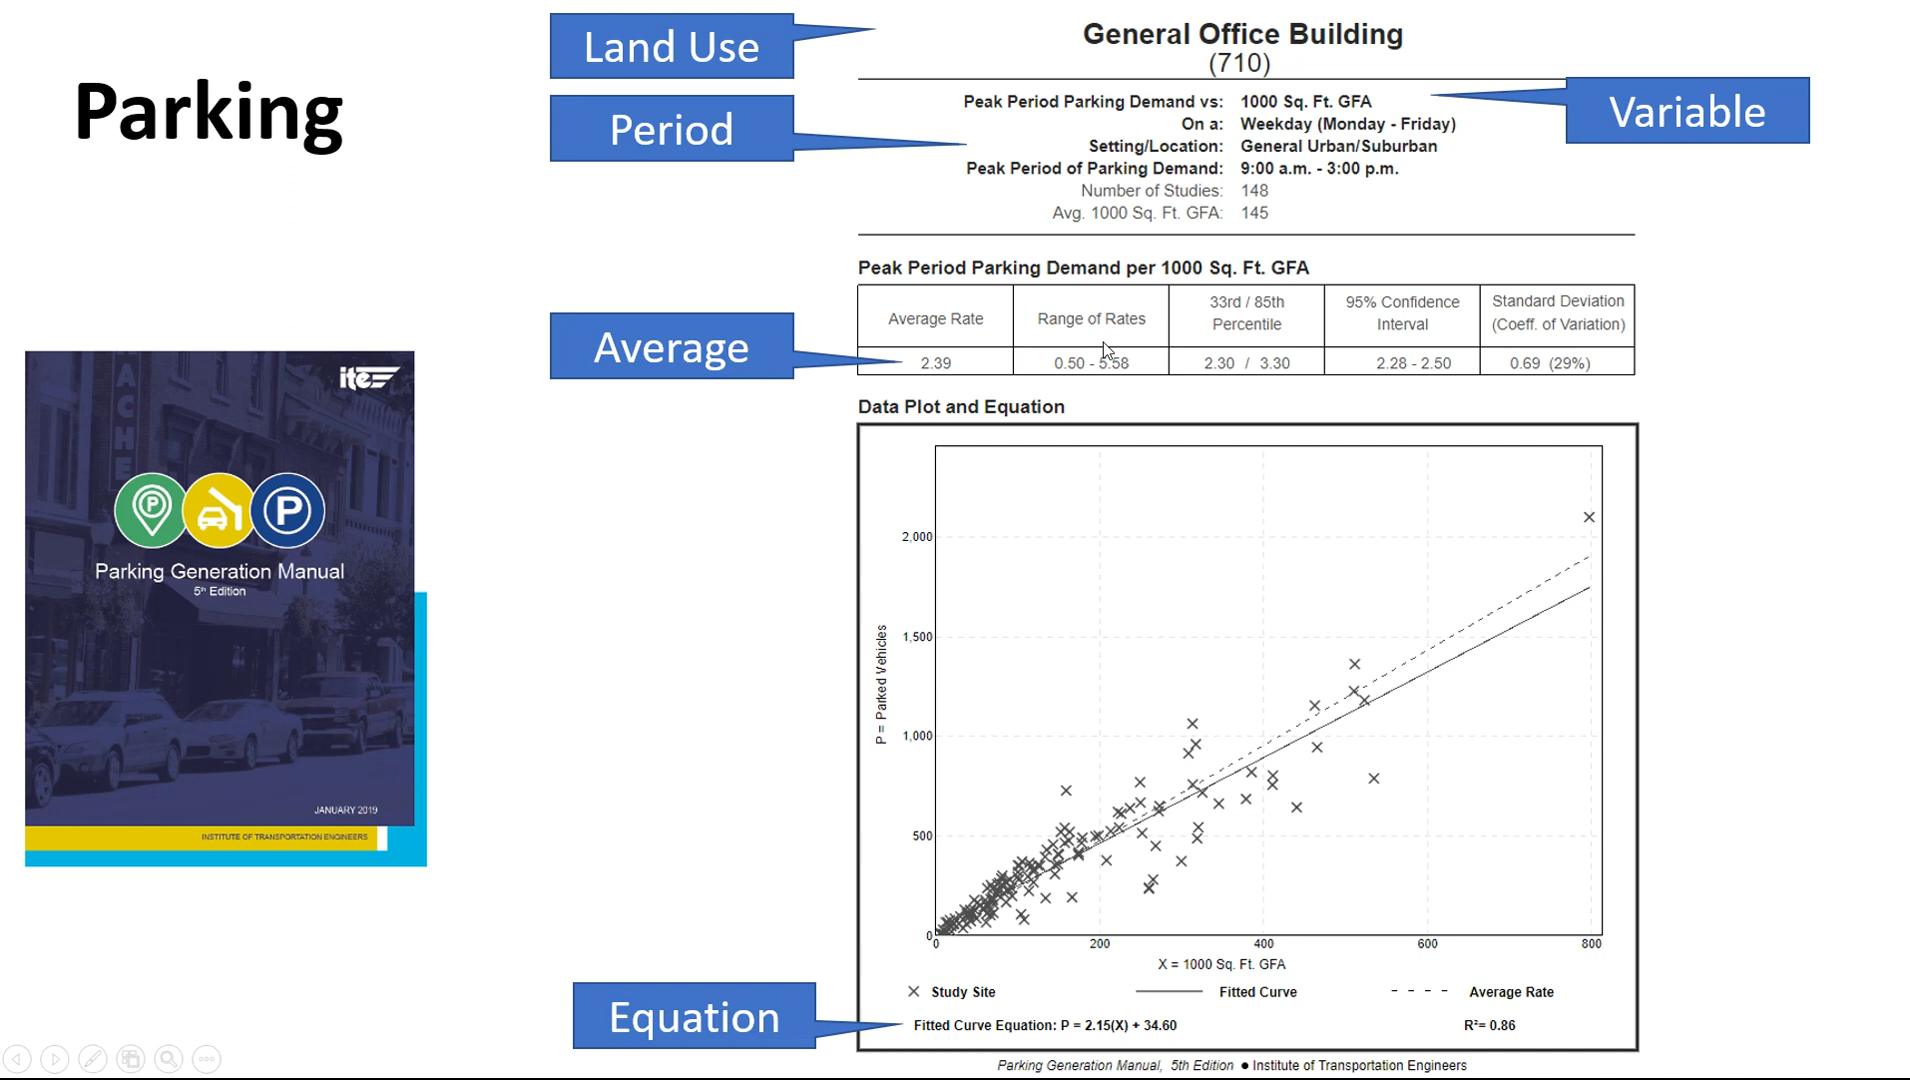 Parking
Land Use
Period
Variable
Average
Equation
General Office Building
(710)
Peak Period Parking Demand vs: 1000 Sq. Ft. GFA
On a: Weekday (Monday - Friday)
Setting/Location: General Urban/Suburban
Peak Period of Parking Demand: 9:00 a.m. - 3:00 p.m.
Number of Studies: 148
Avg. 1000 Sq. Ft. GFA: 145
Peak Period Parking Demand per 1000 Sq. Ft. GFA
Average Rate
Range of Rates
33rd / 85th
Percentile
95% Confidence
Interval
Standard Deviation
(Coeff. of Variation)
2.39
0.50 - 5.58
2.30 / 3.30
2.28 - 2.50
0.69 (29%)
Data Plot and Equation
P = Parked Vehicles
2,000
1,500
1,000
500
0
0 200 400 600 800
X = 1000 Sq. Ft. GFA
Study Site
Fitted Curve
Average Rate
Fitted Curve Equation: P = 2.15(X) + 34.60
R²= 0.86
Parking Generation Manual, 5th Edition ● Institute of Transportation Engineers
ACHE
ite
P
P
Parking Generation Manual
5th Edition
JANUARY 2019
INSTITUTE OF TRANSPORTATION ENGINEERS